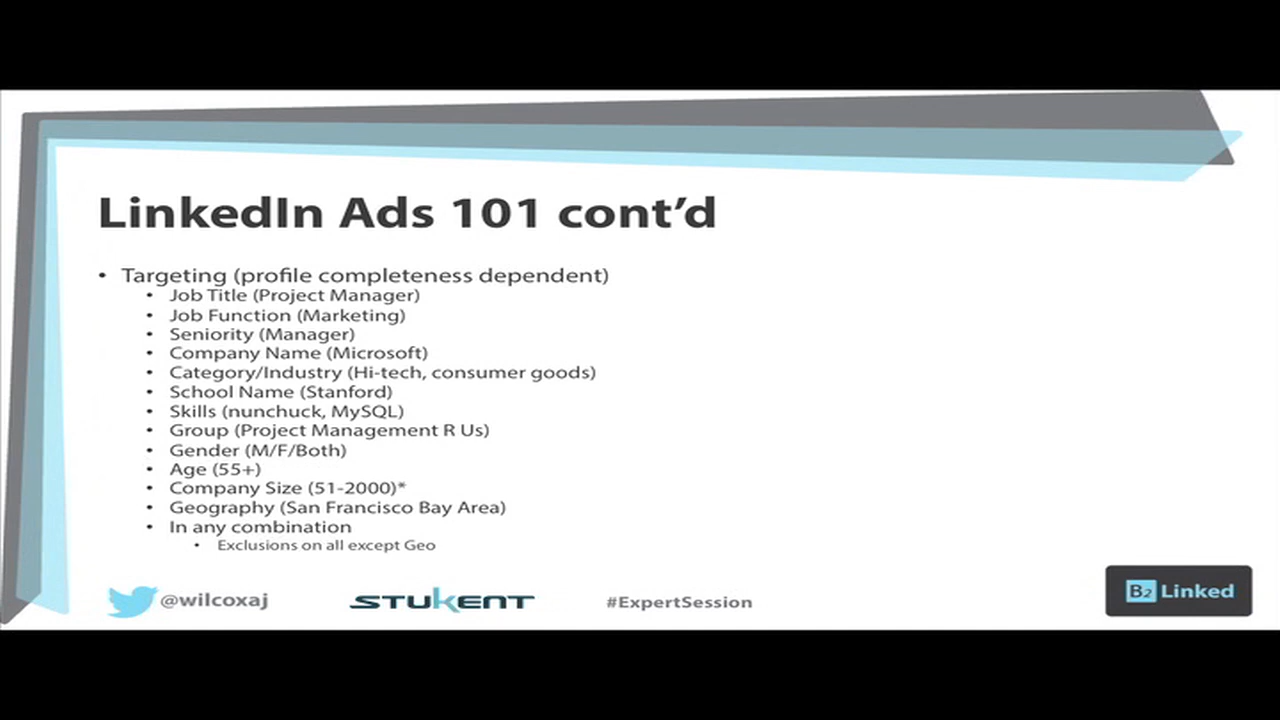 LinkedIn Ads 101 cont’d
• Targeting (profile completeness dependent)
• Job Title (Project Manager)
• Job Function (Marketing)
• Seniority (Manager)
• Company Name (Microsoft)
• Category/Industry (Hi-tech, consumer goods)
• School Name (Stanford)
• Skills (nunchuck, MySQL)
• Group (Project Management R Us)
• Gender (M/F/Both)
• Age (55+)
• Company Size (51-2000)*
• Geography (San Francisco Bay Area)
• In any combination
• Exclusions on all except Geo
@wilcoxaj STUKENT #ExpertSession B2 Linked